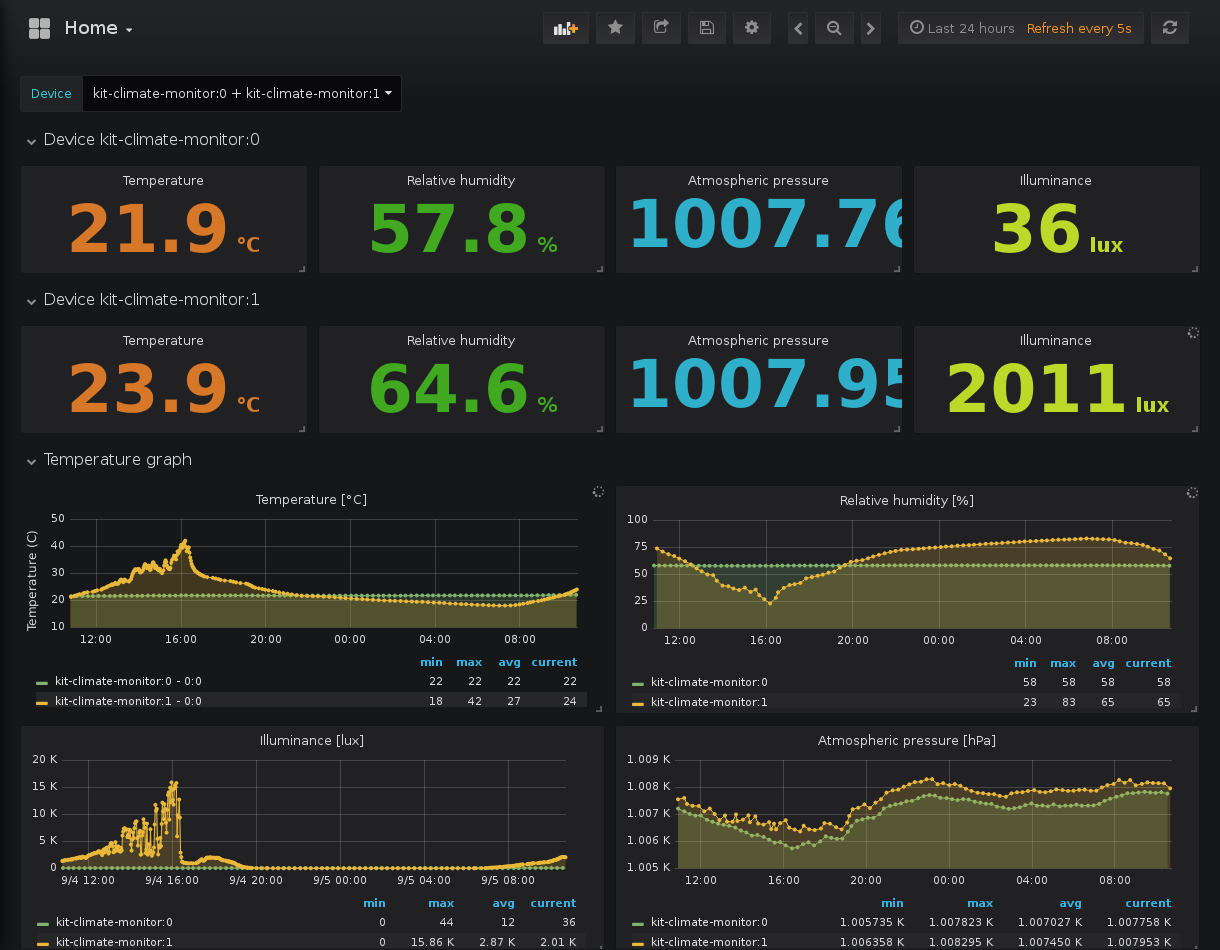 Home
Last 24 hours Refresh every 5s
Device kit-climate-monitor:0 + kit-climate-monitor:1
Device kit-climate-monitor:0
Temperature Relative humidity Atmospheric pressure Illuminance
21.9 °C 57.8 % 1007.76 36 lux
Device kit-climate-monitor:1
Temperature Relative humidity Atmospheric pressure Illuminance
23.9 °C 64.6 % 1007.95 2011 lux
Temperature graph
Temperature [°C]
Temperature (C)
50
40
30
20
10
12:00 16:00 20:00 00:00 04:00 08:00
min max avg current
kit-climate-monitor:0 - 0:0 22 22 22 22
kit-climate-monitor:1 - 0:0 18 42 27 24
Relative humidity [%]
100
75
50
25
0
12:00 16:00 20:00 00:00 04:00 08:00
min max avg current
kit-climate-monitor:0 58 58 58 58
kit-climate-monitor:1 23 83 65 65
Illuminance [lux]
20 K
15 K
10 K
5 K
0
9/4 12:00 9/4 16:00 9/4 20:00 9/5 00:00 9/5 04:00 9/5 08:00
min max avg current
kit-climate-monitor:0 0 44 12 36
kit-climate-monitor:1 0 15.86 K 2.87 K 2.01 K
Atmospheric pressure [hPa]
1.009 K
1.008 K
1.007 K
1.006 K
1.005 K
12:00 16:00 20:00 00:00 04:00 08:00
min max avg current
kit-climate-monitor:0 1.005735 K 1.007823 K 1.007027 K 1.007758 K
kit-climate-monitor:1 1.006358 K 1.008295 K 1.007450 K 1.007953 K